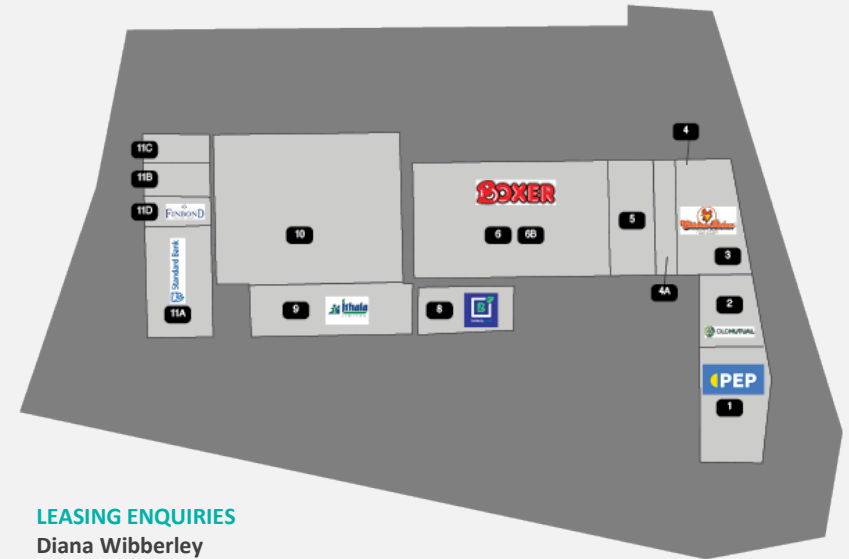 4
11C
BOXER
11B
11D FINBOND
5
6 6B
10
3
Standard Bank
4A
2
9 Ithala
LIMITED
8 B
11A
OLDMUTUAL
PEP
1
LEASING ENQUIRIES
Diana Wibberley